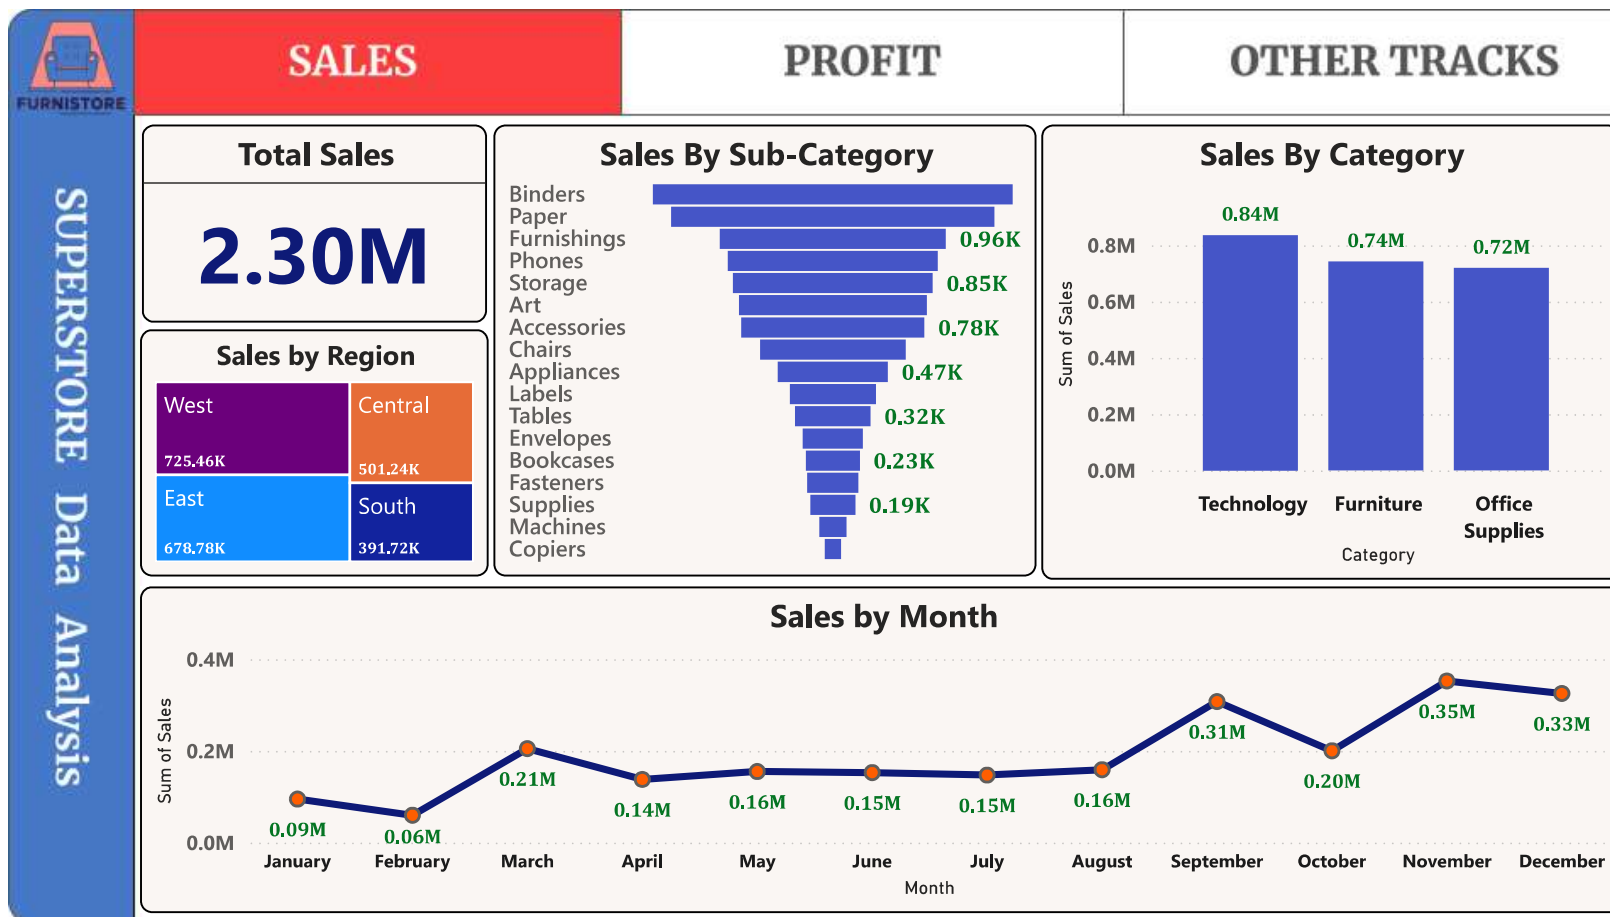 FURNISTORE
SUPERSTORE Data Analysis
SALES
PROFIT
OTHER TRACKS
Total Sales
2.30M
Sales by Region
West
725.46K
Central
501.24K
East
678.78K
South
391.72K
Sales By Sub-Category
Binders
Paper
Furnishings 0.96K
Phones
Storage 0.85K
Art
Accessories 0.78K
Chairs
Appliances 0.47K
Labels
Tables 0.32K
Envelopes
Bookcases 0.23K
Fasteners
Supplies 0.19K
Machines
Copiers
Sales By Category
Sum of Sales
0.8M
0.6M
0.4M
0.2M
0.0M
0.84M
0.74M
0.72M
Technology
Furniture
Office
Supplies
Category
Sales by Month
Sum of Sales
0.4M
0.2M
0.0M
0.09M
0.06M
0.21M
0.14M
0.16M
0.15M
0.15M
0.16M
0.31M
0.20M
0.35M
0.33M
January February March April May June July August September October November December
Month